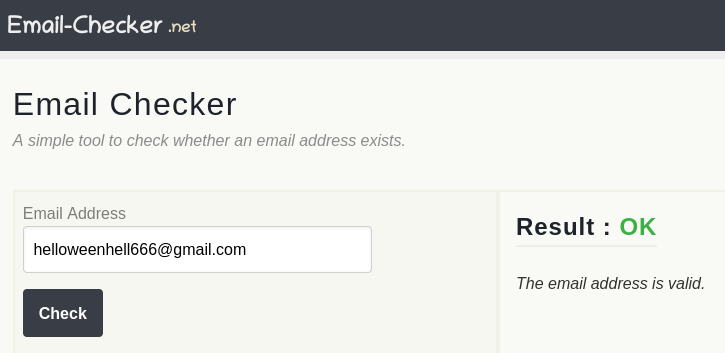 Email-Checker .net
Email Checker
A simple tool to check whether an email address exists.
Email Address
helloweenhell666@gmail.com
Check
Result : OK
The email address is valid.